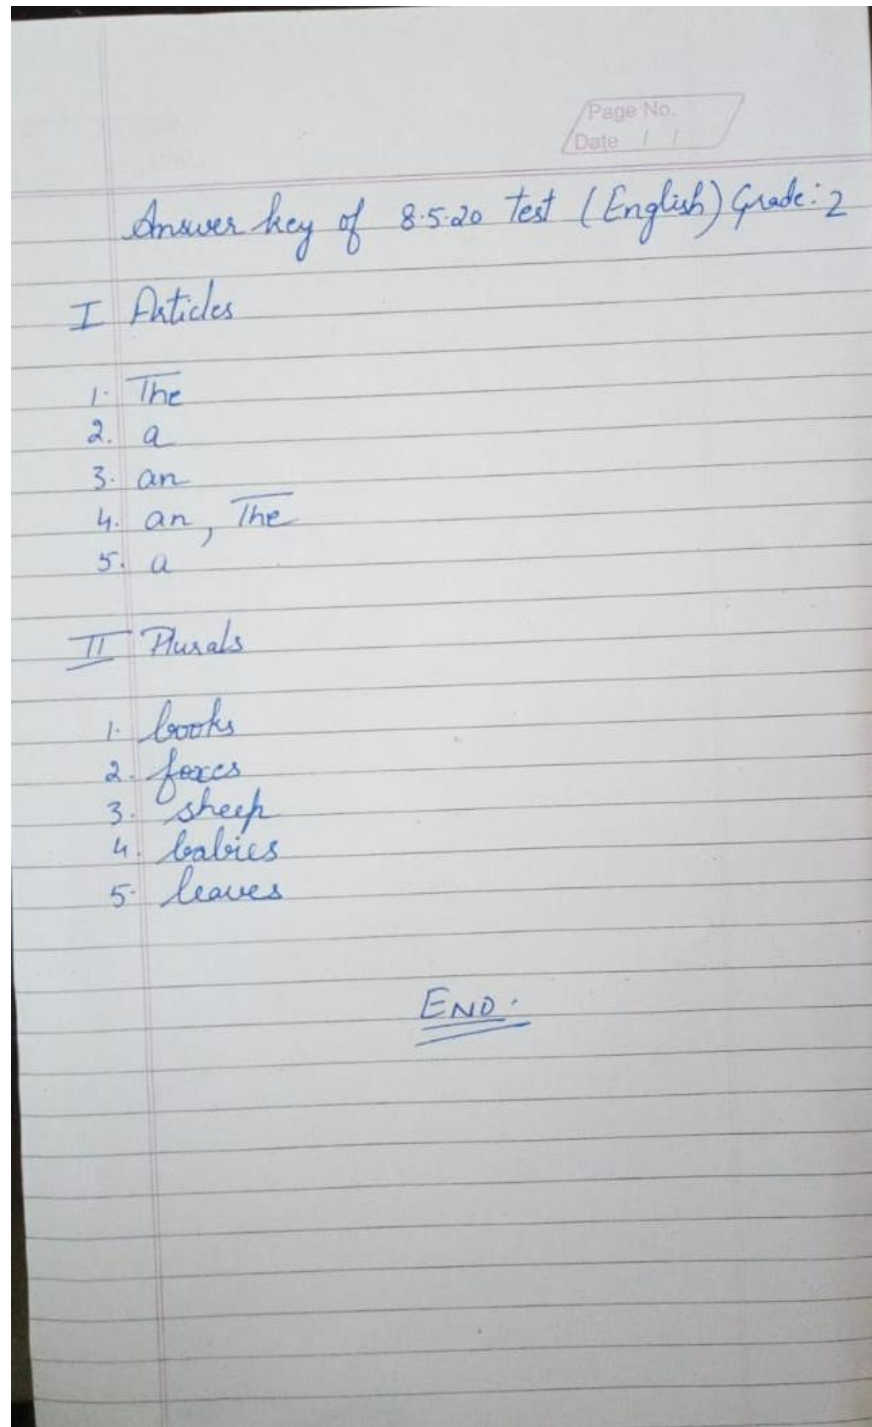 Page No.
Date / /
Answer key of 8.5.20 test (English) Grade: 2
I Articles
1. The
2. a
3. an
4. an, The
5. a
II Plurals
1. books
2. foxes
3. sheep
4. babies
5. leaves
END.